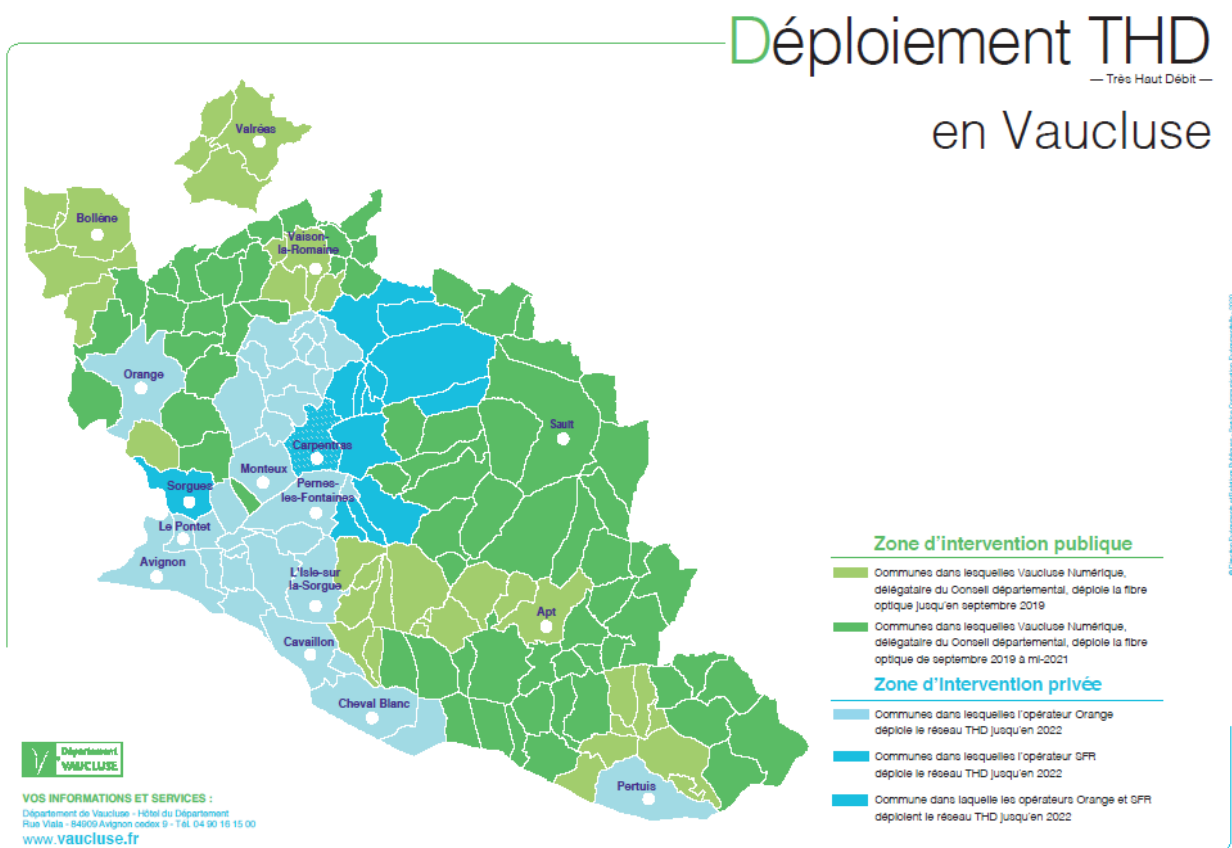 Déploiement THD
— Très Haut Débit —
en Vaucluse
Valréas
Bollène
Vaison-
la-Romaine
Orange
Sault
Carpentras
Monteux
Pernes-
les-Fontaines
Sorgues
Le Pontet
Avignon
L'Isle-sur
la-Sorgue
Apt
Cavaillon
Cheval Blanc
Pertuis
Zone d'intervention publique
Communes dans lesquelles Vaucluse Numérique,
délégataire du Conseil départemental, déploie la fibre
optique jusqu'en septembre 2019
Communes dans lesquelles Vaucluse Numérique,
délégataire du Conseil départemental, déploie la fibre
optique de septembre 2019 à mi-2021
Zone d'intervention privée
Communes dans lesquelles l'opérateur Orange
déploie le réseau THD jusqu'en 2022
Communes dans lesquelles l'opérateur SFR
déploie le réseau THD jusqu'en 2022
Commune dans laquelle les opérateurs Orange et SFR
déploient le réseau THD jusqu'en 2022
Département
VAUCLUSE
VOS INFORMATIONS ET SERVICES :
Département de Vaucluse - Hôtel du Département
Rue Viala - 84909 Avignon cedex 9 - Tél. 04 90 16 15 00
www.vaucluse.fr